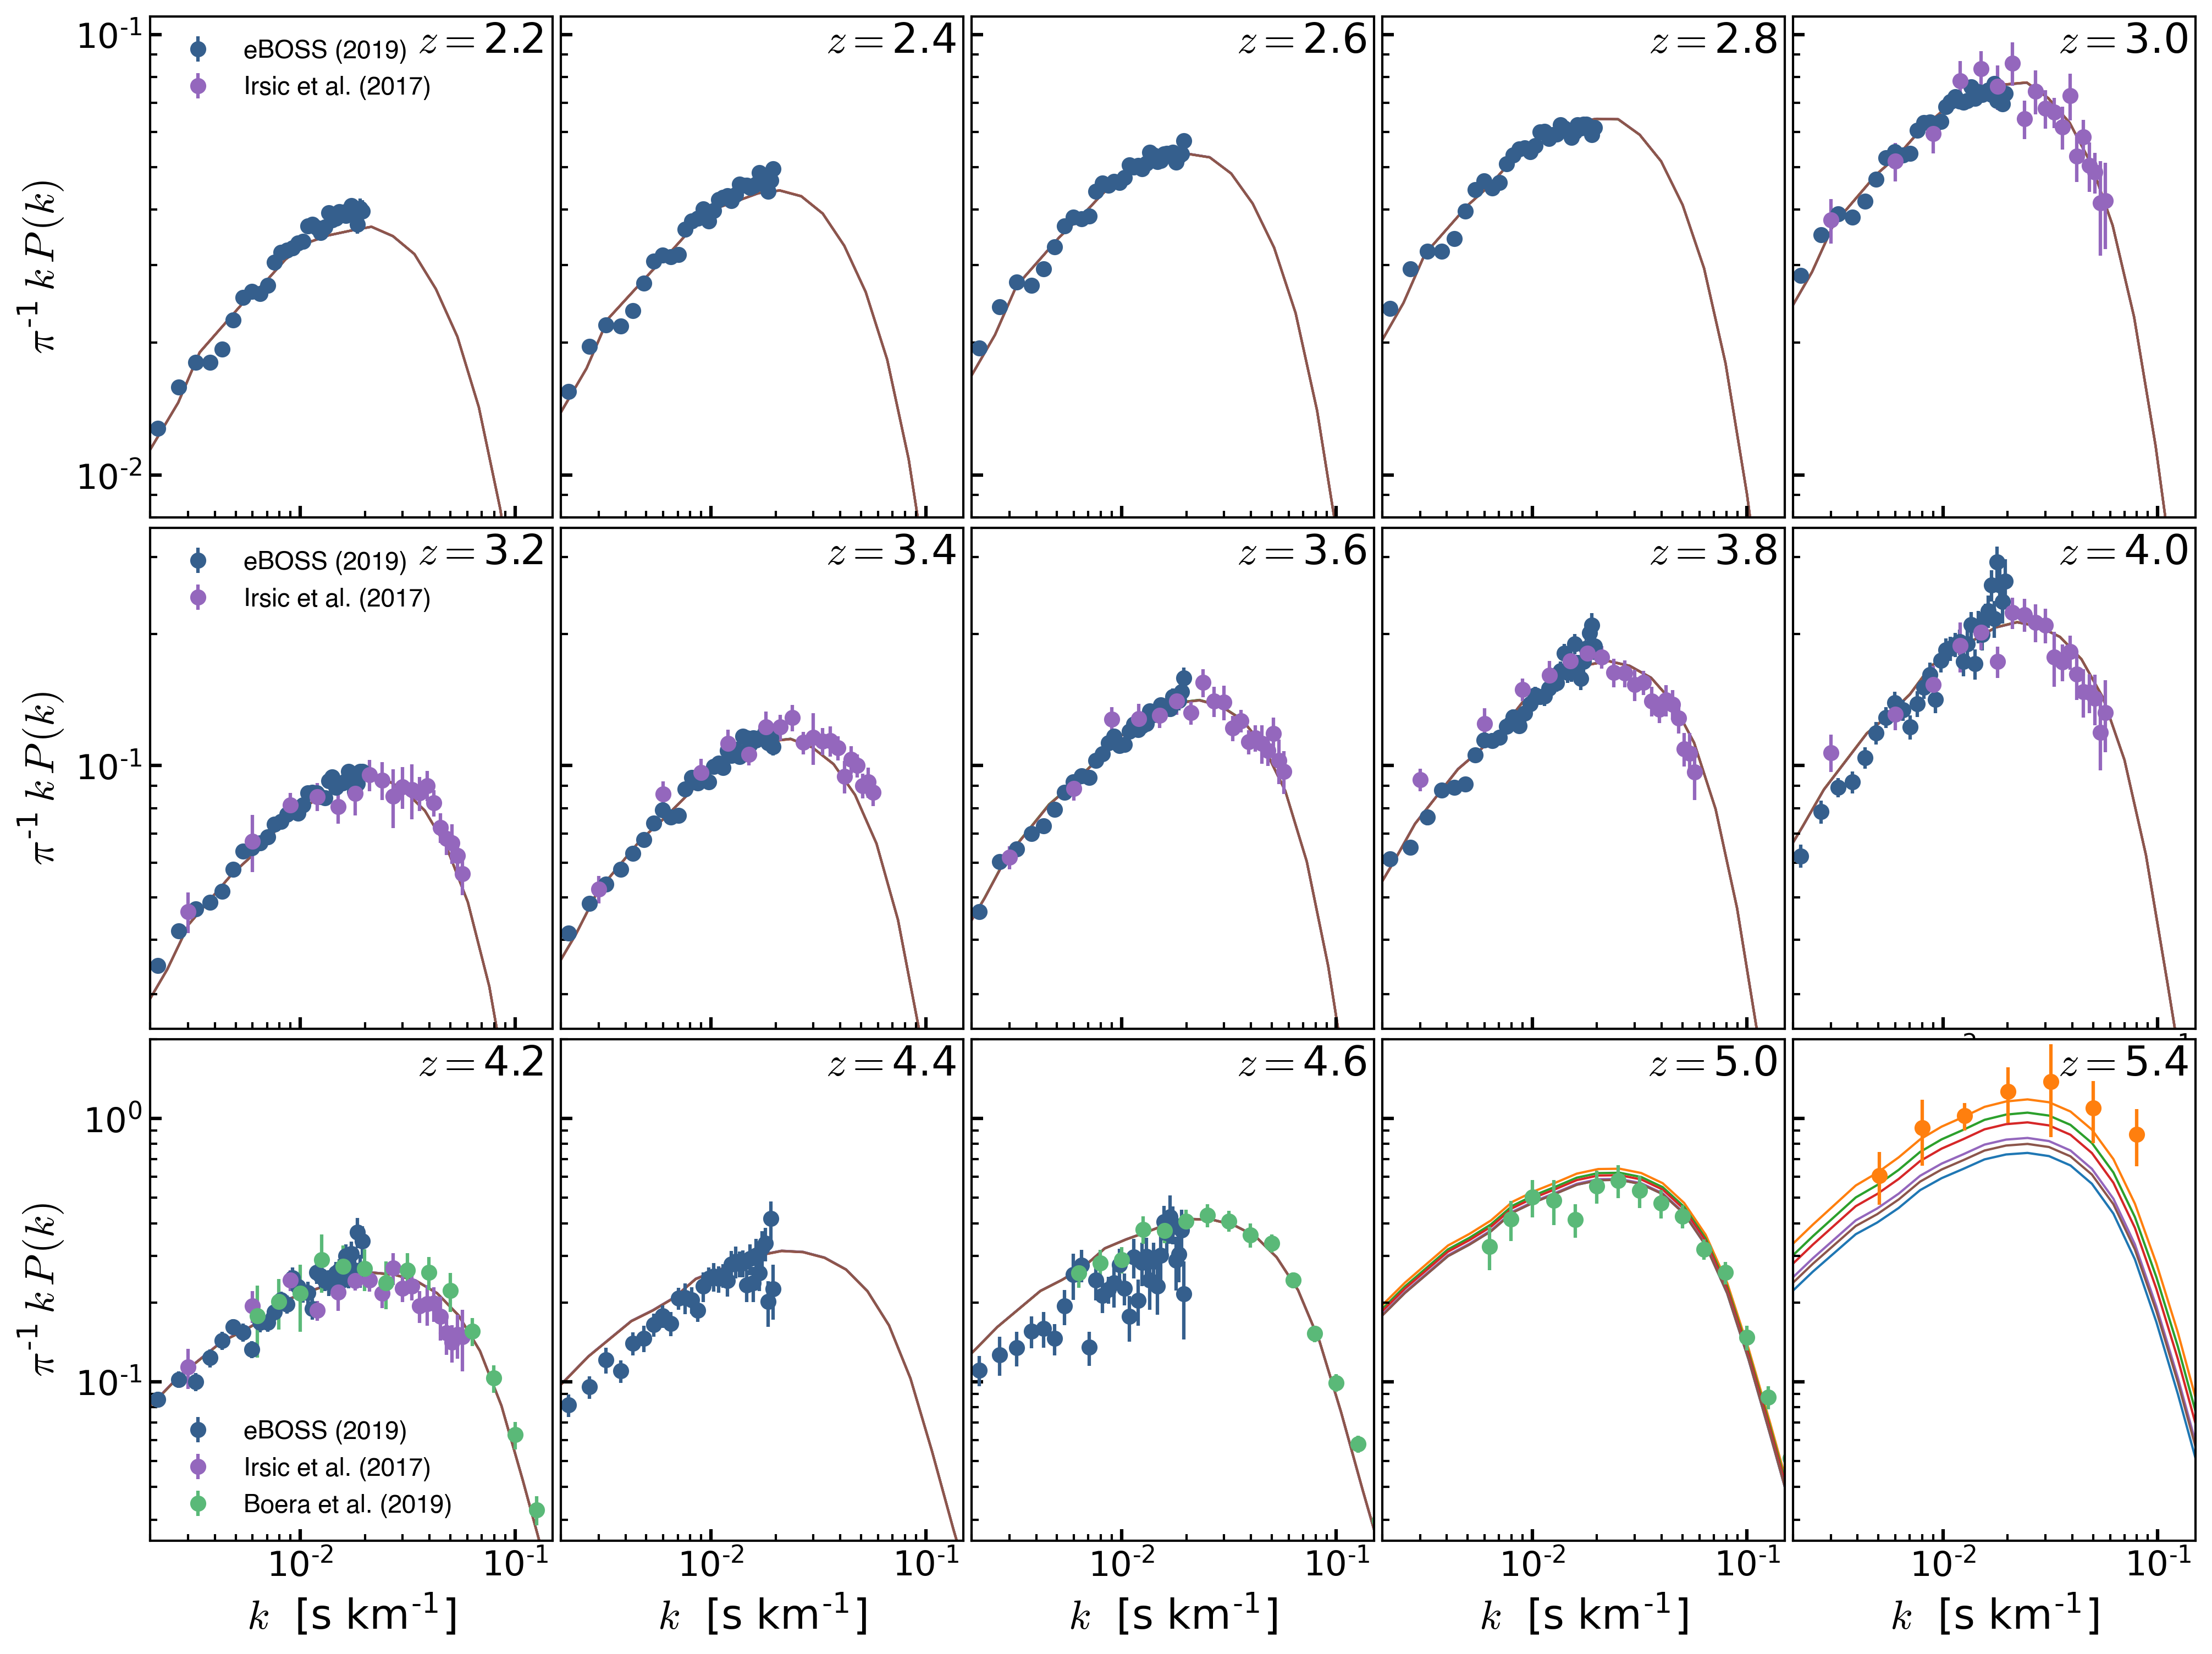 10^-1
eBOSS (2019)
Irsic et al. (2017)
z = 2.2
z = 2.4
z = 2.6
z = 2.8
z = 3.0
π^-1 k P(k)
10^-2
eBOSS (2019)
Irsic et al. (2017)
z = 3.2
z = 3.4
z = 3.6
z = 3.8
z = 4.0
π^-1 k P(k)
10^-1
z = 4.2
z = 4.4
z = 4.6
z = 5.0
z = 5.4
10^0
π^-1 k P(k)
10^-1
eBOSS (2019)
Irsic et al. (2017)
Boera et al. (2019)
10^-2 10^-1 10^-2 10^-1 10^-2 10^-1 10^-2 10^-1 10^-2 10^-1
k [s km^-1]
k [s km^-1]
k [s km^-1]
k [s km^-1]
k [s km^-1]